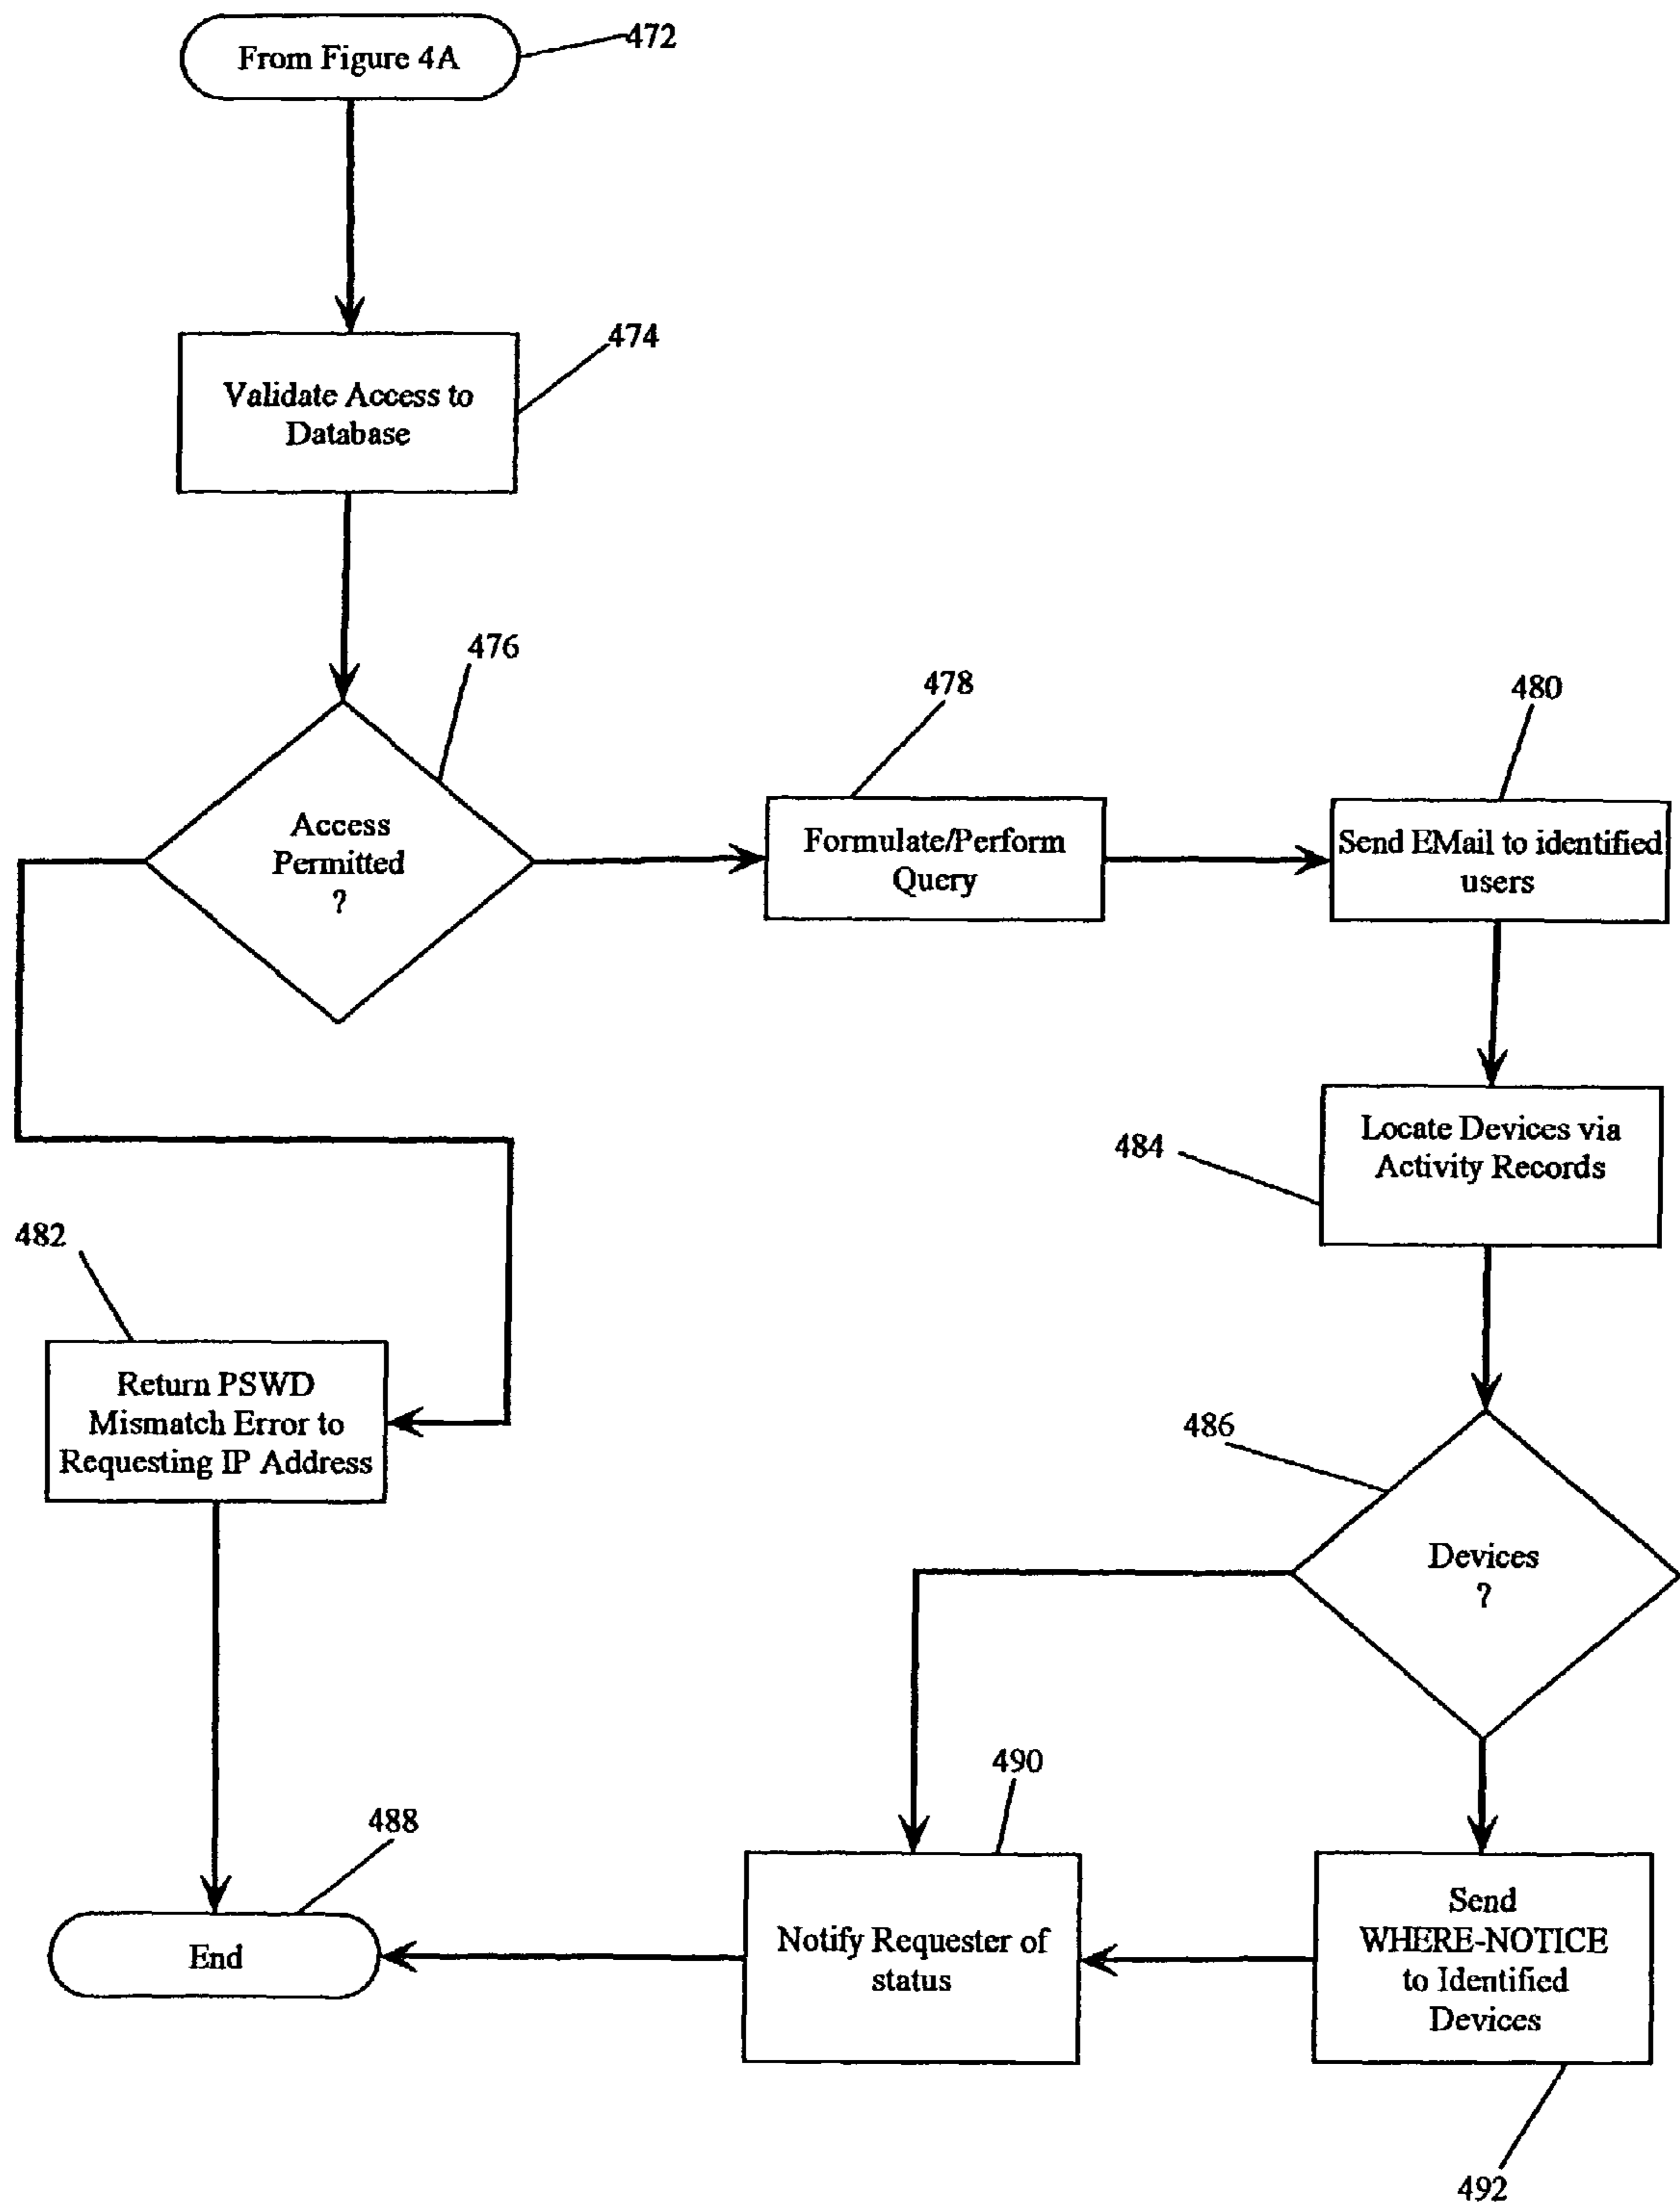 From Figure 4A
472
Validate Access to
Database
474
Access
Permitted
?
476
Formulate/Perform
Query
478
Send EMail to identified
users
480
Locate Devices via
Activity Records
484
Return PSWD
Mismatch Error to
Requesting IP Address
482
Devices
?
486
End
488
Notify Requester of
status
490
Send
WHERE-NOTICE
to Identified
Devices
492